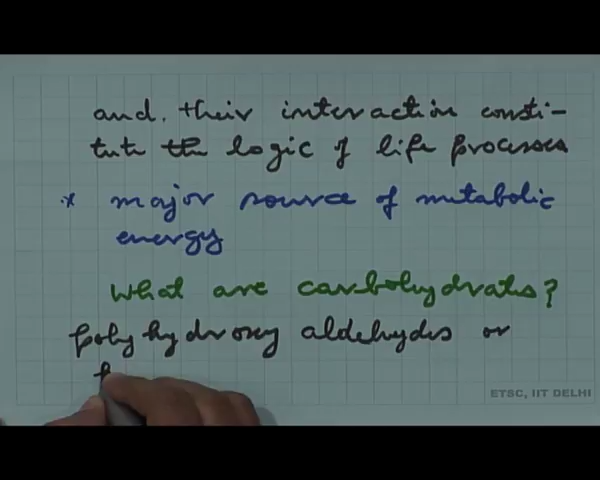 and. their interaction consti-
tute the logic of life processes
* major source of metabolic
energy
What are carbohydrates?
polyhydroxy aldehydes or
ETSC, IIT DELHI